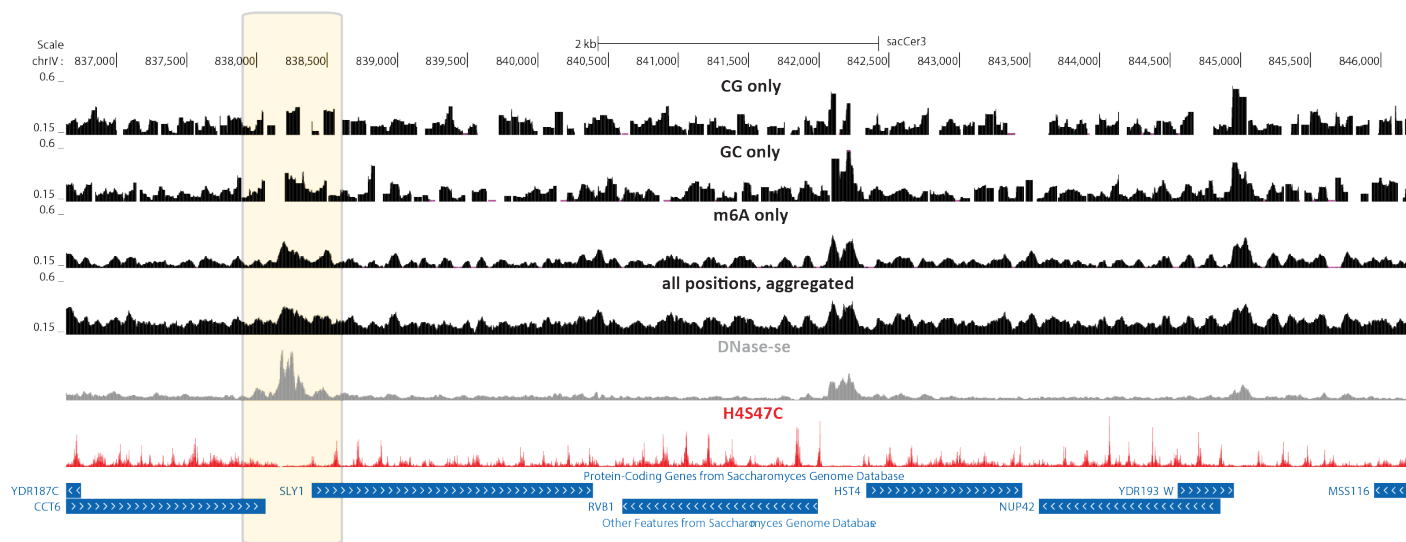 Scale 2 kb sacCer3
chrIV : 837,000 837,500 838,000 838,500 839,000 839,500 840,000 840,500 841,000 841,500 842,000 842,500 843,000 843,500 844,000 844,500 845,000 845,500 846,000
0.6 _
CG only
0.15 _
0.6 _
GC only
0.15 _
0.6 _
m6A only
0.15 _
0.6 _
all positions, aggregated
0.15 _
DNase-se
H4S47C
Protein-Coding Genes from Saccharomyces Genome Database
YDR187C SLY1 HST4 YDR193 W MSS116
CCT6 RVB1 NUP42
Other Features from Saccharomyces Genome Database